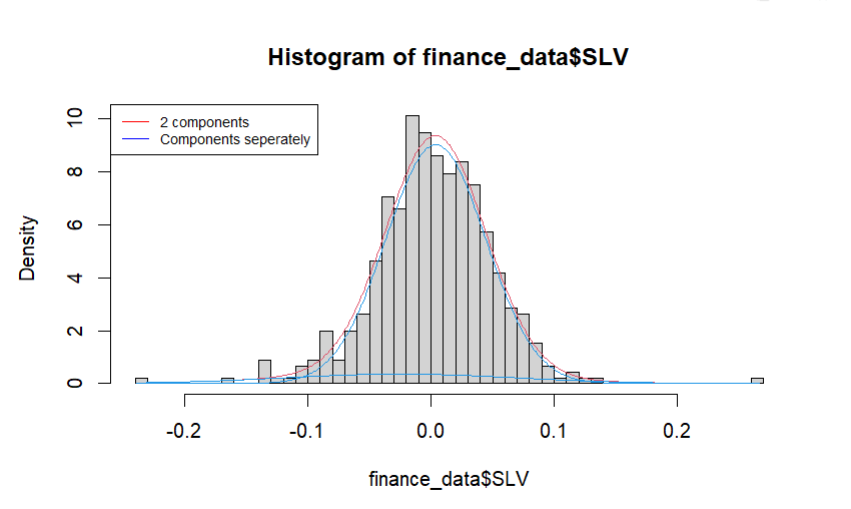 Histogram of finance_data$SLV
2 components
Components seperately
Density
10
8
6
4
2
0
-0.2 -0.1 0.0 0.1 0.2
finance_data$SLV